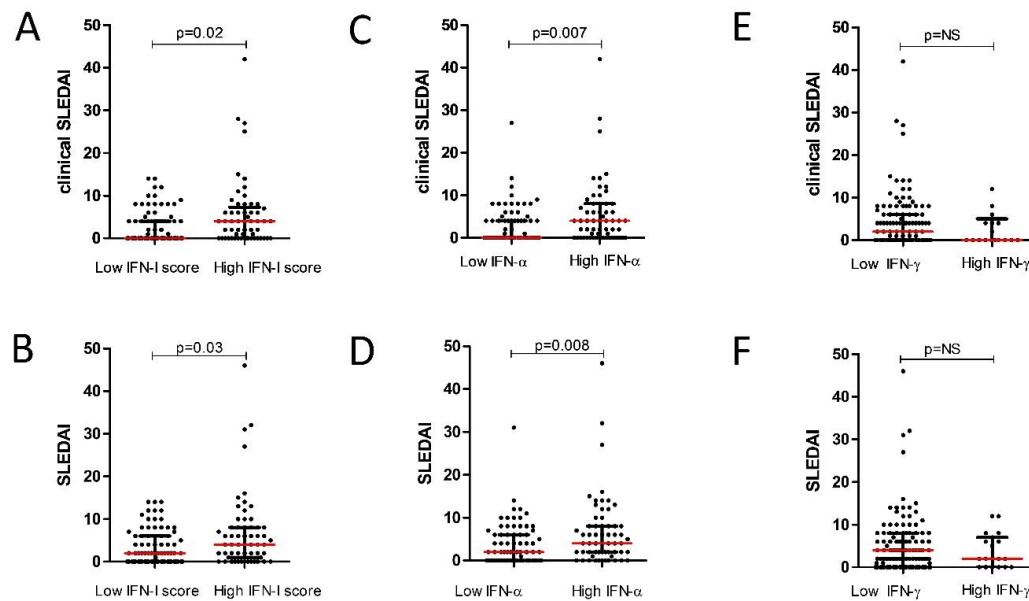 A
50
40
30
20
10
0
clinical SLEDAI
p=0.02
Low IFN-I score
High IFN-I score
C
50
40
30
20
10
0
clinical SLEDAI
p=0.007
Low IFN-α
High IFN-α
E
50
40
30
20
10
0
clinical SLEDAI
p=NS
Low IFN-γ
High IFN-γ
B
50
40
30
20
10
0
SLEDAI
p=0.03
Low IFN-I score
High IFN-I score
D
50
40
30
20
10
0
SLEDAI
p=0.008
Low IFN-α
High IFN-α
F
50
40
30
20
10
0
SLEDAI
p=NS
Low IFN-γ
High IFN-γ